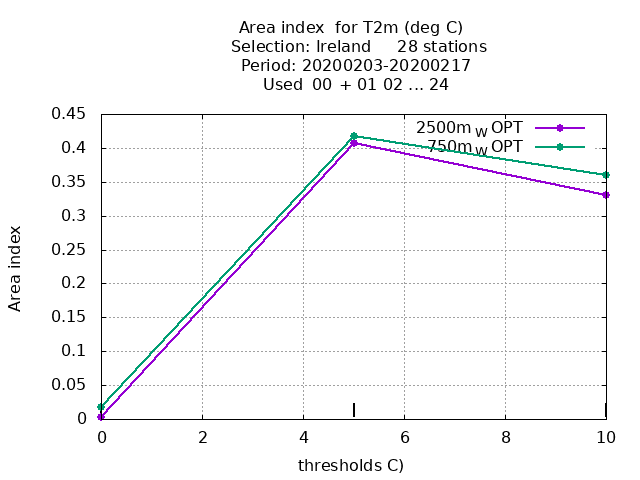 Area index  for T2m (deg C)
Selection: Ireland     28 stations
Period: 20200203-20200217
Used  00  + 01 02 ... 24
0.45
0.4
0.35
0.3
0.25
0.2
0.15
0.1
0.05
0
Area index
2500m W OPT
750m W OPT
0 2 4 6 8 10
thresholds C)